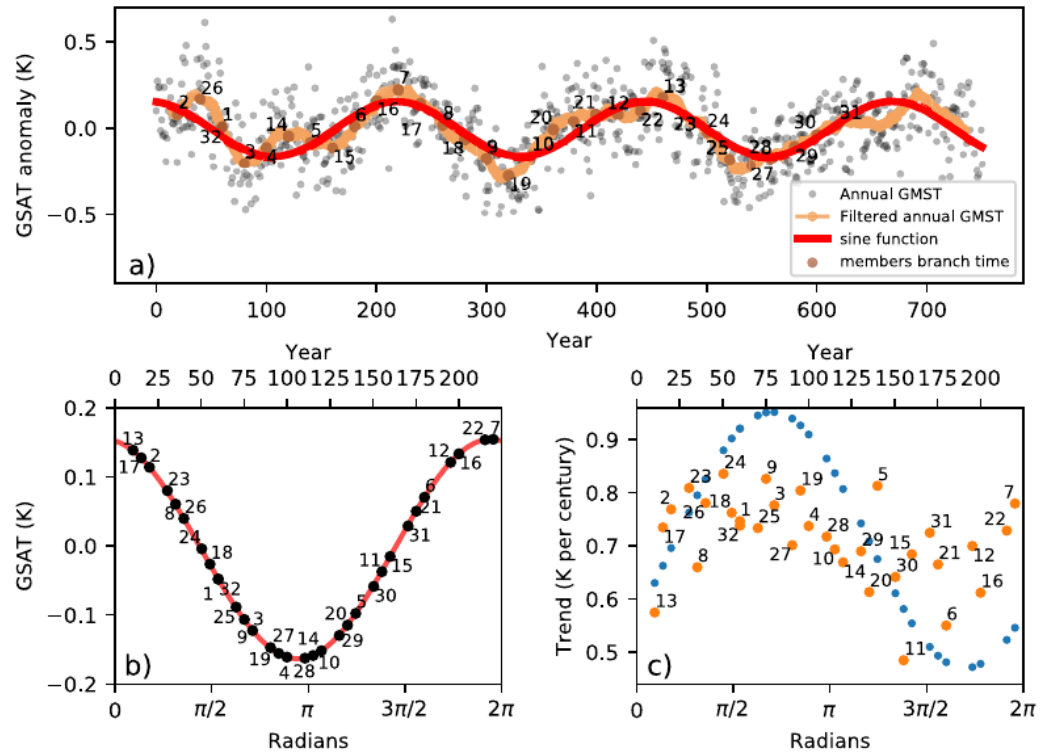 0.5
0.0
−0.5
GSAT anomaly (K)
2 26 1 32 3 4 14 5 15 6 16 7 17 8 18 9 19 10 20 11 21 12 22 13 23 24 25 27 28 29 30 31
Annual GMST
Filtered annual GMST
sine function
members branch time
a)
0 100 200 300 400 500 600 700
Year
Year
0 25 50 75 100 125 150 175 200
0.2
0.1
0.0
−0.1
−0.2
GSAT (K)
13 17 2 23 8 26 24 18 1 32 25 3 9 19 27 4 14 28 10 20 29 5 30 11 15 31 21 6 12 16 22 7
b)
0 π/2 π 3π/2 2π
Radians
Year
0 25 50 75 100 125 150 175 200
0.9
0.8
0.7
0.6
0.5
Trend (K per century)
13 17 2 23 8 26 24 18 1 32 25 9 3 27 19 4 28 10 14 29 20 5 30 11 15 31 21 6 12 16 22 7
c)
0 π/2 π 3π/2 2π
Radians